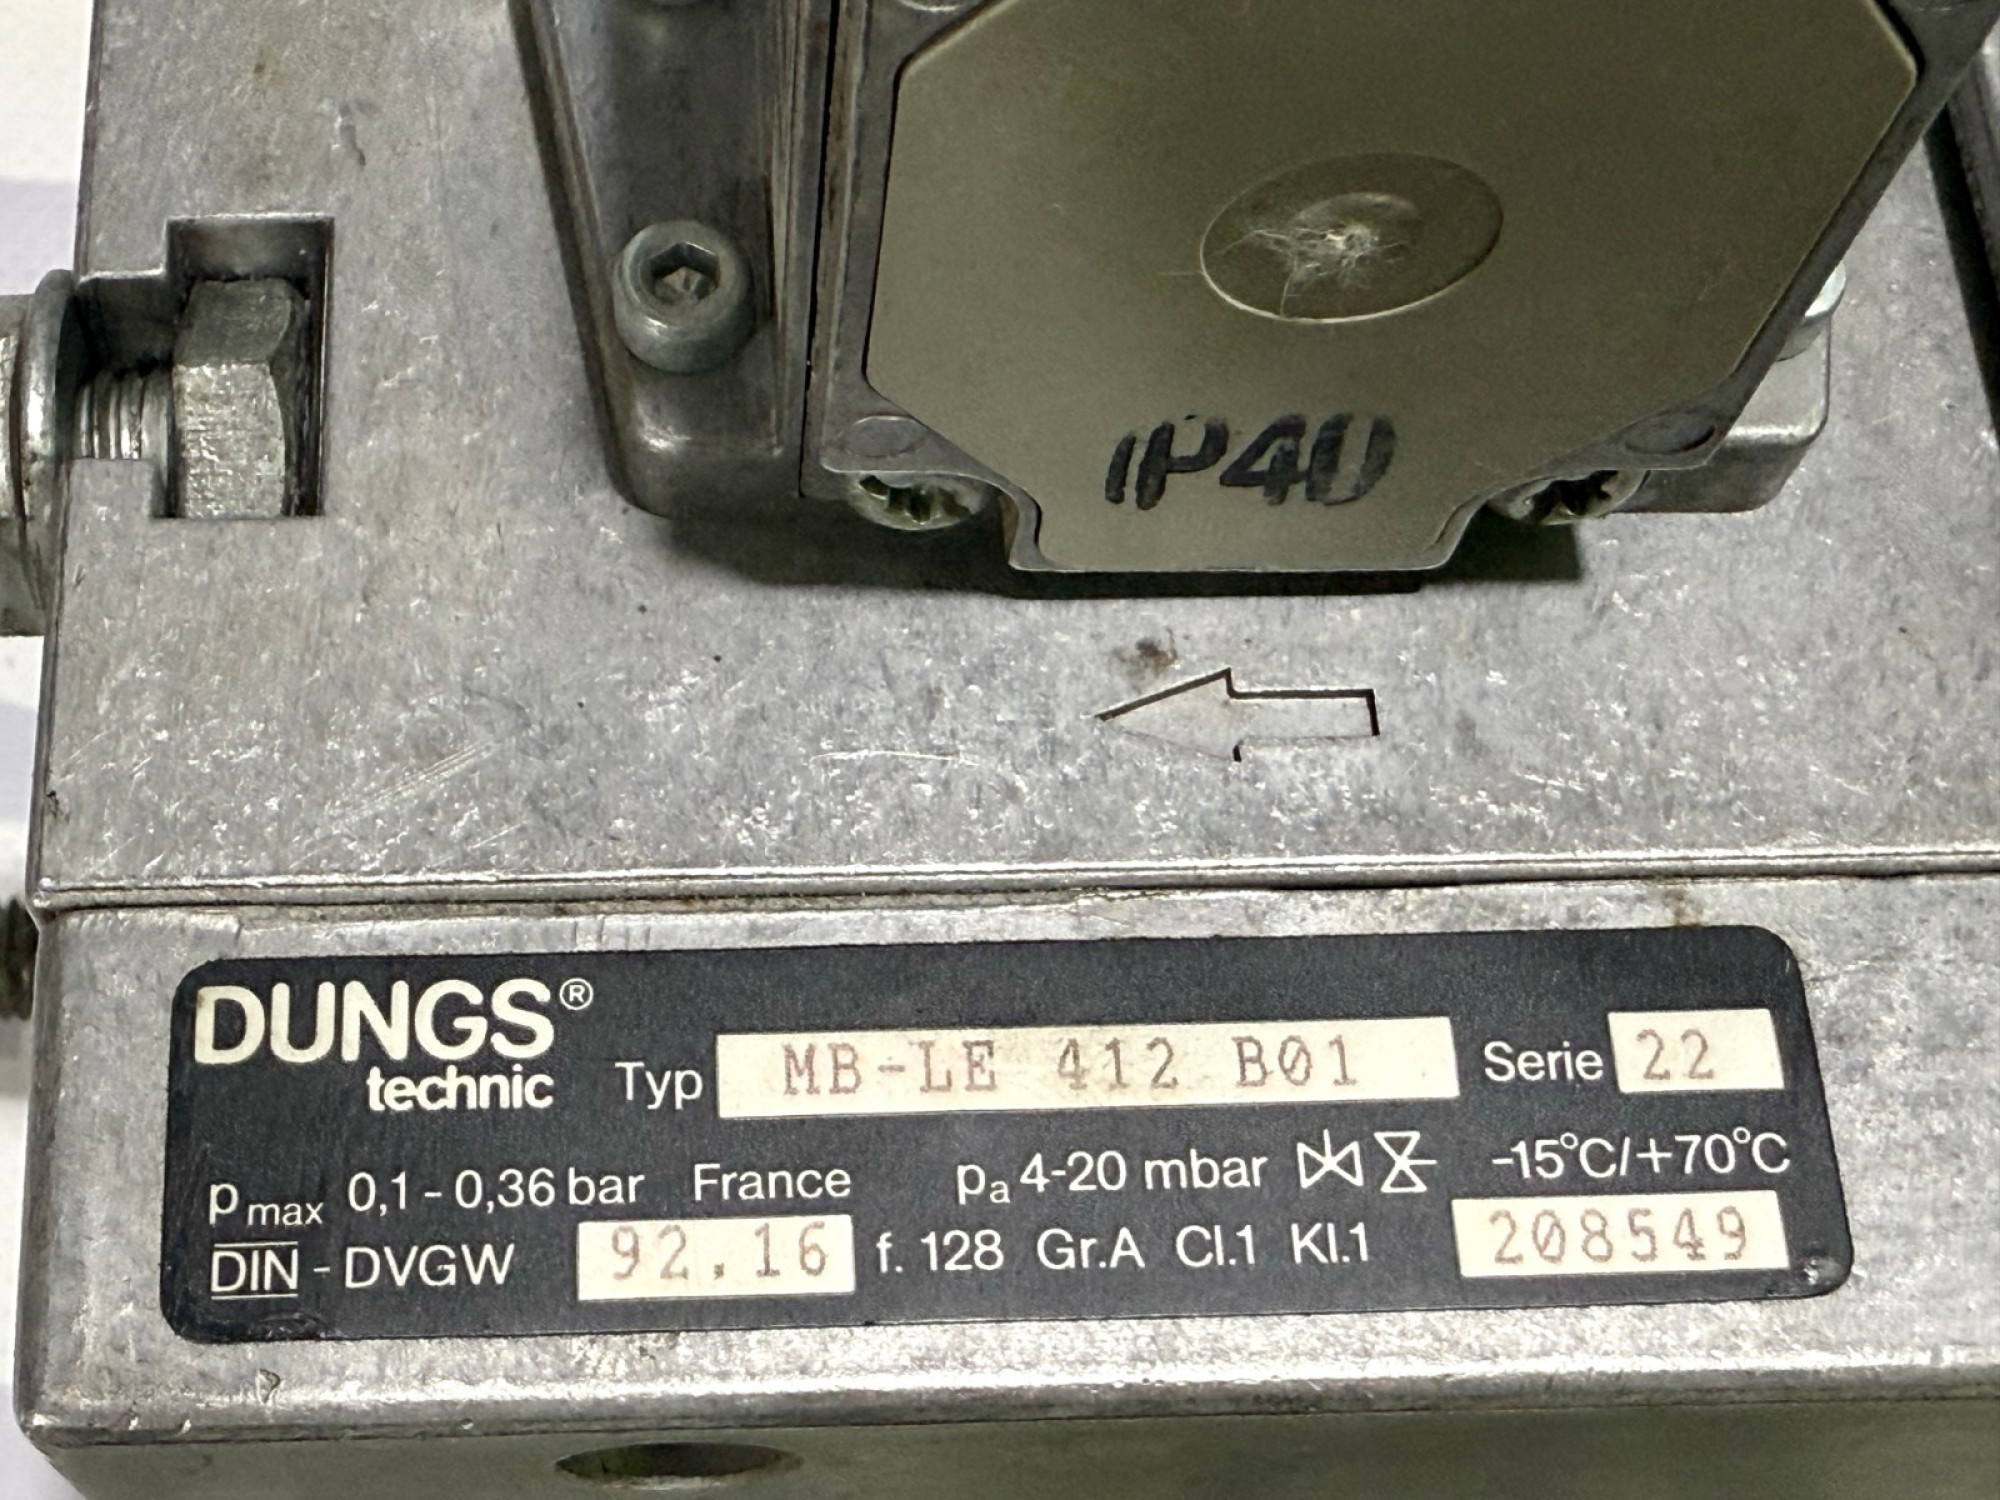 IP40
DUNGS®
technic
Typ MB-LE 412 B01 Serie 22
pmax 0,1-0,36 bar France pa 4-20 mbar -15°C/+70°C
DIN - DVGW 92.16 f. 128 Gr.A Cl.1 Kl.1 208549